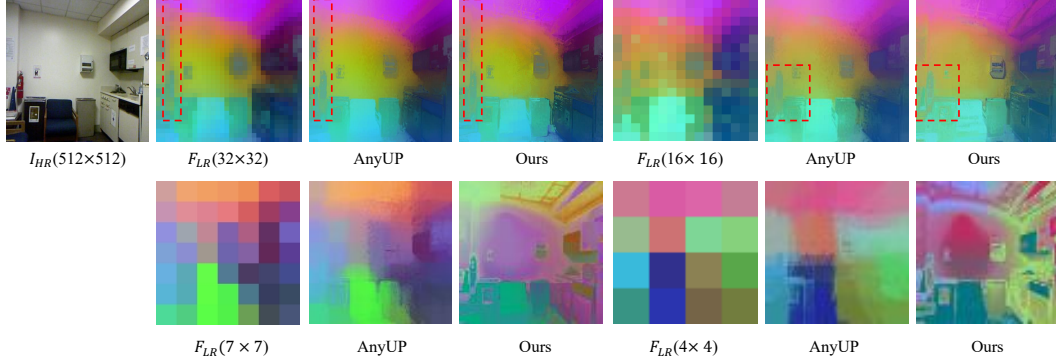 I_HR(512×512) F_LR(32×32) AnyUP Ours F_LR(16× 16) AnyUP Ours
F_LR(7 × 7) AnyUP Ours F_LR(4× 4) AnyUP Ours